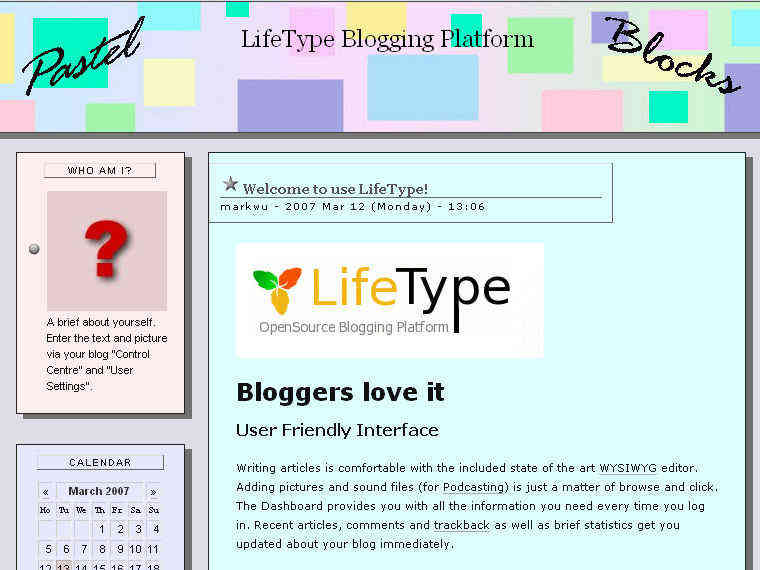 Pastel
LifeType Blogging Platform
Blocks
WHO AM I?
?
A brief about yourself.
Enter the text and picture
via your blog "Control
Centre" and "User
Settings".
CALENDAR
« March 2007 »
Mo Tu We Th Fr Sa Su
1 2 3 4
5 6 7 8 9 10 11
12 13 14 15 16 17 18
Welcome to use LifeType!
markwu - 2007 Mar 12 (Monday) - 13:06
LifeType
OpenSource Blogging Platform
Bloggers love it
User Friendly Interface
Writing articles is comfortable with the included state of the art WYSIWYG editor.
Adding pictures and sound files (for Podcasting) is just a matter of browse and click.
The Dashboard provides you with all the information you need every time you log
in. Recent articles, comments and trackback as well as brief statistics get you
updated about your blog immediately.